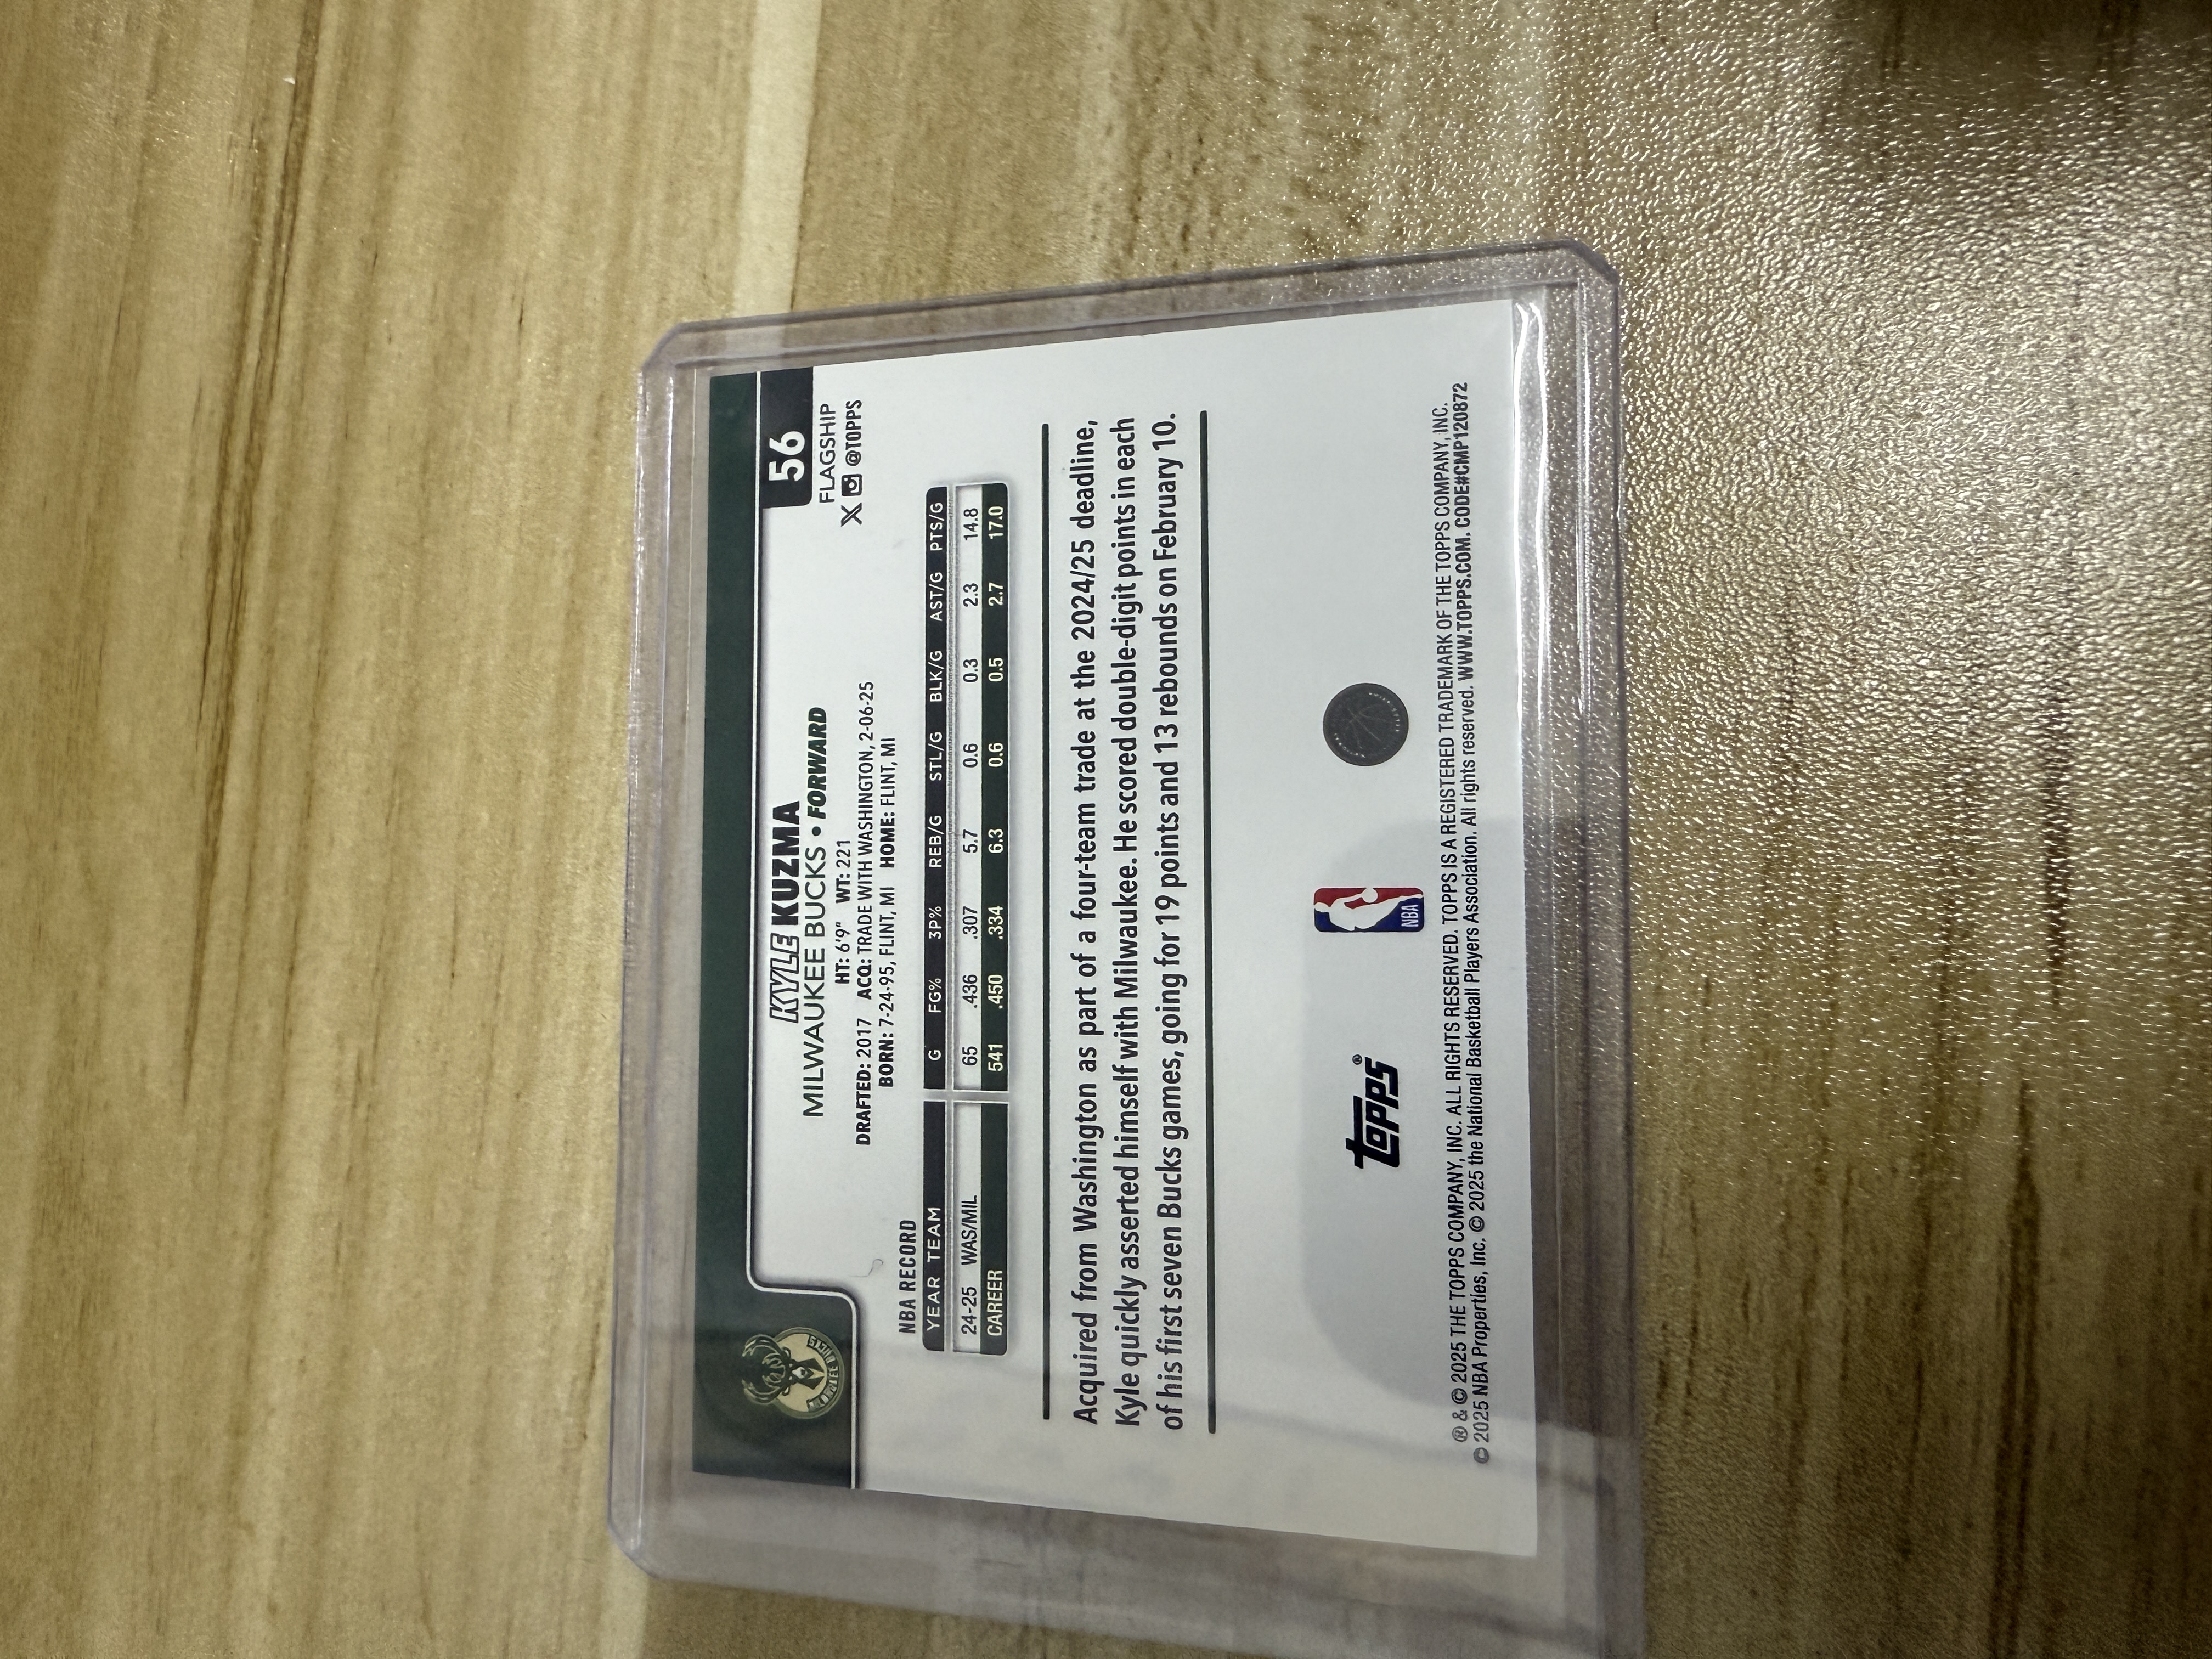 56
FLAGSHIP
X @TOPPS
KYLE KUZMA
MILWAUKEE BUCKS • FORWARD
HT: 6'9" WT: 221
DRAFTED: 2017 ACQ: TRADE WITH WASHINGTON, 2-06-25
BORN: 7-24-95, FLINT, MI HOME: FLINT, MI
MILWAUKEE BUCKS
NBA RECORD
YEAR TEAM G FG% 3P% REB/G STL/G BLK/G AST/G PTS/G
24-25 WAS/MIL 65 .436 .307 5.7 0.6 0.3 2.3 14.8
CAREER 541 .450 .334 6.3 0.6 0.5 2.7 17.0
Acquired from Washington as part of a four-team trade at the 2024/25 deadline,
Kyle quickly asserted himself with Milwaukee. He scored double-digit points in each
of his first seven Bucks games, going for 19 points and 13 rebounds on February 10.
topps®
NBA
® & © 2025 THE TOPPS COMPANY, INC. ALL RIGHTS RESERVED. TOPPS IS A REGISTERED TRADEMARK OF THE TOPPS COMPANY, INC.
© 2025 NBA Properties, Inc. © 2025 the National Basketball Players Association. All rights reserved. WWW.TOPPS.COM. CODE#CMP120872